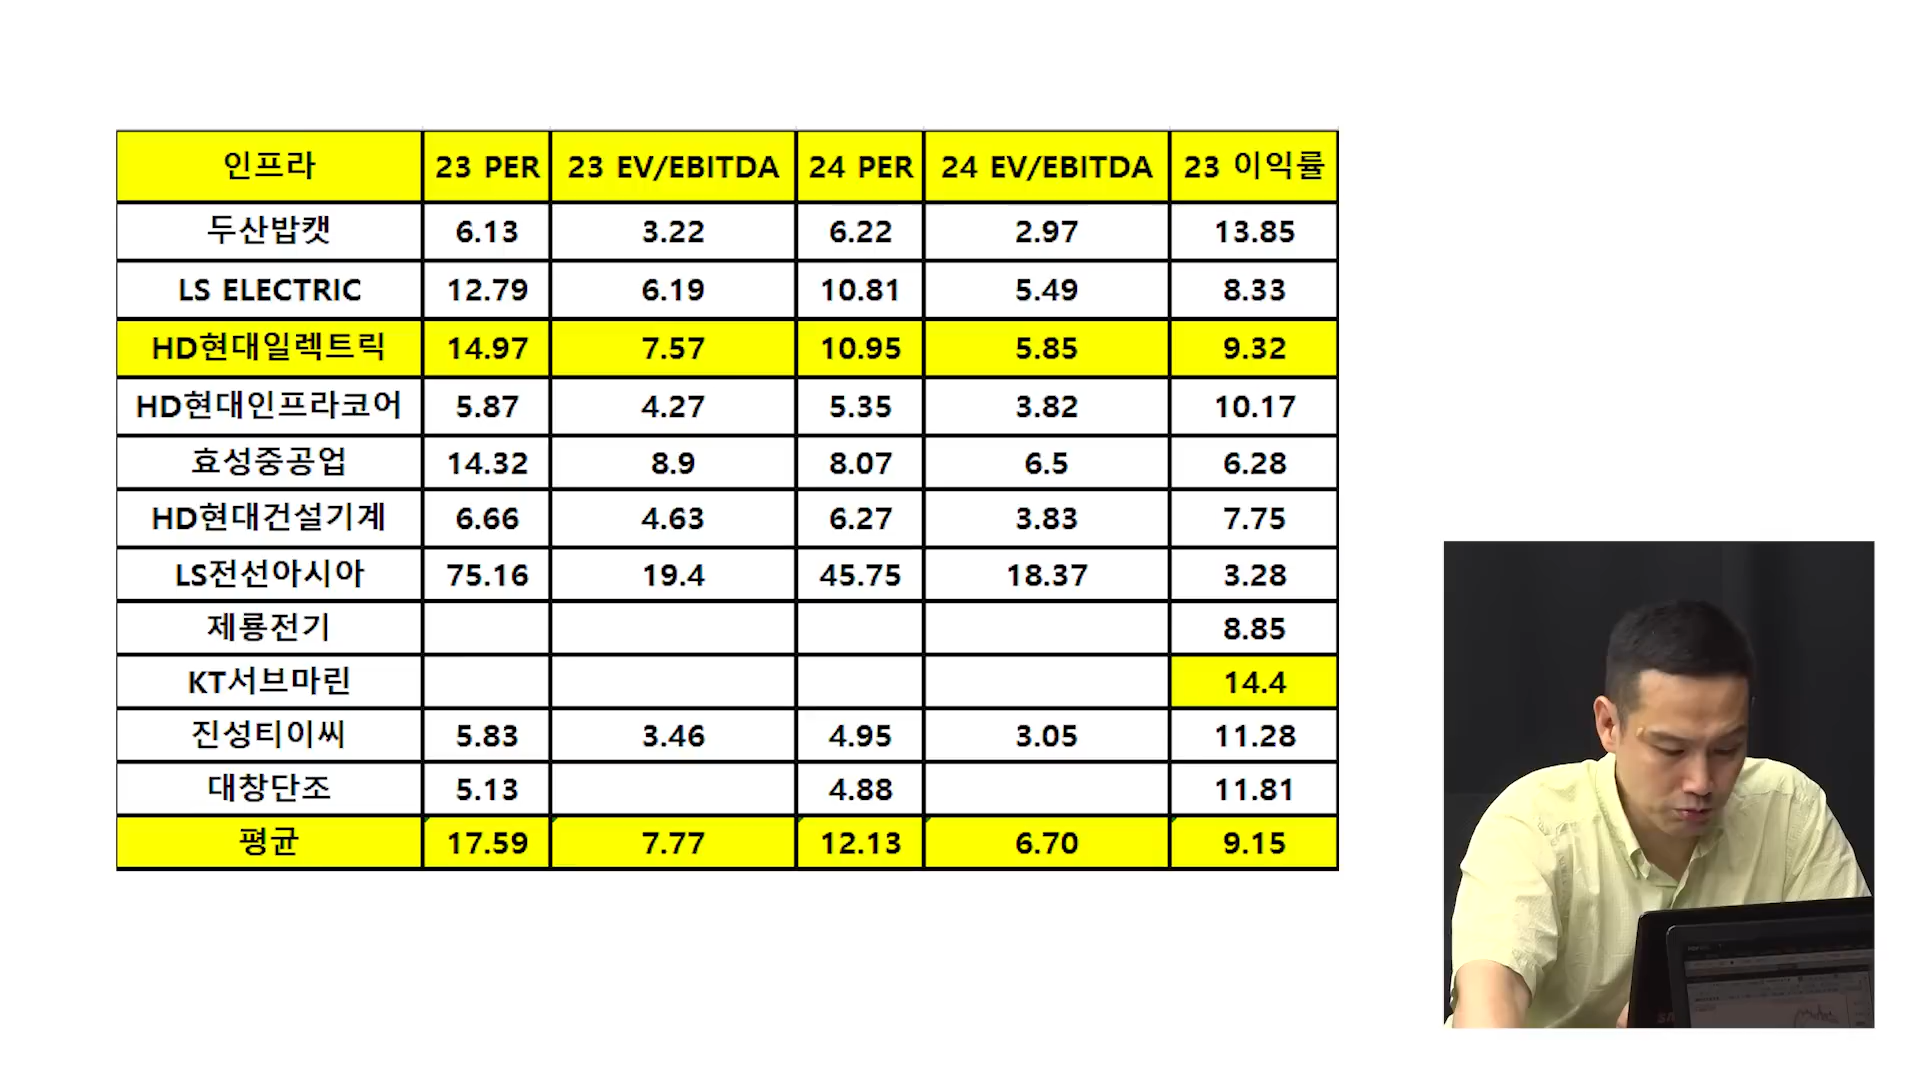 인프라 23 PER 23 EV/EBITDA 24 PER 24 EV/EBITDA 23 이익률
두산밥캣 6.13 3.22 6.22 2.97 13.85
LS ELECTRIC 12.79 6.19 10.81 5.49 8.33
HD현대일렉트릭 14.97 7.57 10.95 5.85 9.32
HD현대인프라코어 5.87 4.27 5.35 3.82 10.17
효성중공업 14.32 8.9 8.07 6.5 6.28
HD현대건설기계 6.66 4.63 6.27 3.83 7.75
LS전선아시아 75.16 19.4 45.75 18.37 3.28
제룡전기 8.85
KT서브마린 14.4
진성티이씨 5.83 3.46 4.95 3.05 11.28
대창단조 5.13 4.88 11.81
평균 17.59 7.77 12.13 6.70 9.15